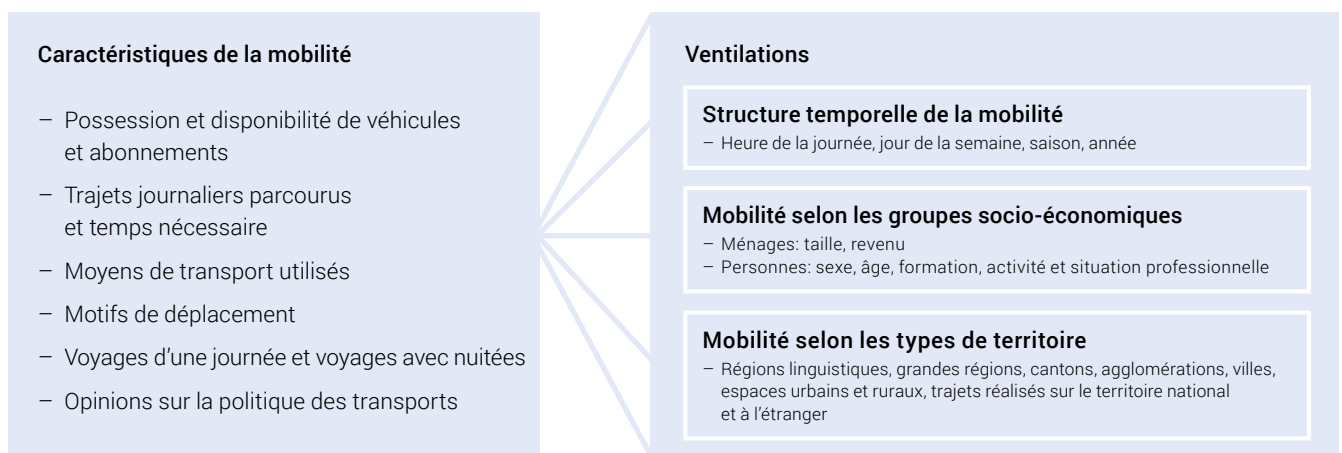 Caractéristiques de la mobilité
– Possession et disponibilité de véhicules
et abonnements
– Trajets journaliers parcourus
et temps nécessaire
– Moyens de transport utilisés
– Motifs de déplacement
– Voyages d'une journée et voyages avec nuitées
– Opinions sur la politique des transports
Ventilations
Structure temporelle de la mobilité
– Heure de la journée, jour de la semaine, saison, année
Mobilité selon les groupes socio-économiques
– Ménages: taille, revenu
– Personnes: sexe, âge, formation, activité et situation professionnelle
Mobilité selon les types de territoire
– Régions linguistiques, grandes régions, cantons, agglomérations, villes,
espaces urbains et ruraux, trajets réalisés sur le territoire national
et à l'étranger